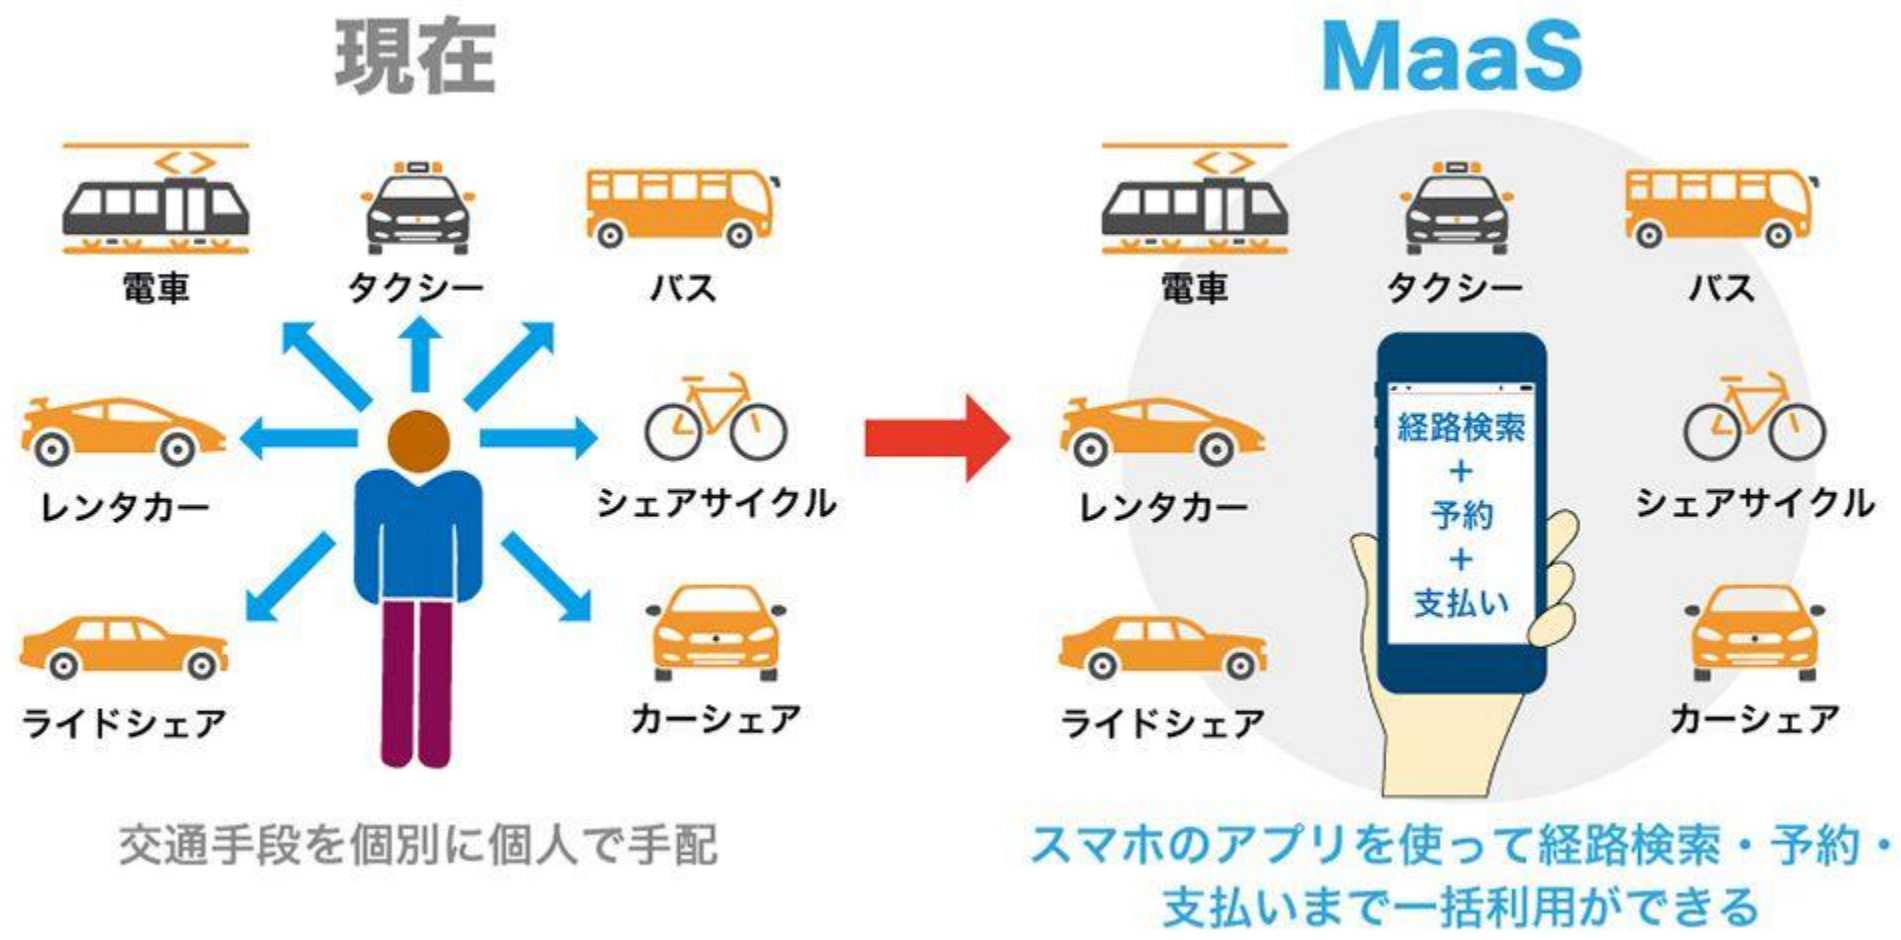 現在
電車
タクシー
バス
レンタカー
シェアサイクル
ライドシェア
カーシェア
交通手段を個別に個人で手配
MaaS
電車
タクシー
バス
レンタカー
経路検索
+
予約
+
支払い
シェアサイクル
ライドシェア
カーシェア
スマホのアプリを使って経路検索・予約・
支払いまで一括利用ができる